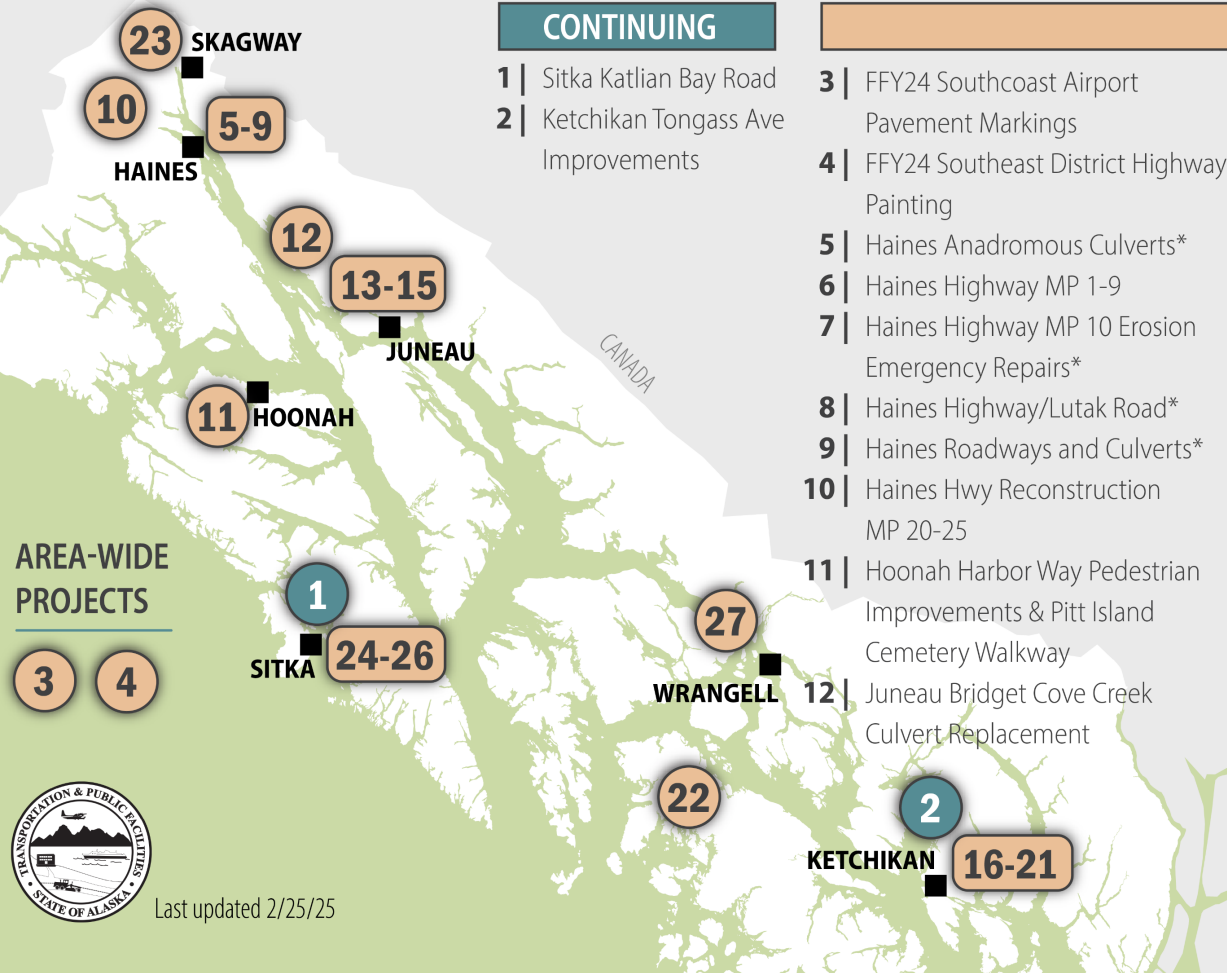 CONTINUING
1 | Sitka Katlian Bay Road
2 | Ketchikan Tongass Ave
Improvements
3 | FFY24 Southcoast Airport
Pavement Markings
4 | FFY24 Southeast District Highway
Painting
5 | Haines Anadromous Culverts*
6 | Haines Highway MP 1-9
7 | Haines Highway MP 10 Erosion
Emergency Repairs*
8 | Haines Highway/Lutak Road*
9 | Haines Roadways and Culverts*
10 | Haines Hwy Reconstruction
MP 20-25
11 | Hoonah Harbor Way Pedestrian
Improvements & Pitt Island
Cemetery Walkway
12 | Juneau Bridget Cove Creek
Culvert Replacement
23
SKAGWAY
10
5-9
HAINES
12
13-15
JUNEAU
CANADA
11
HOONAH
AREA-WIDE
PROJECTS
3
4
1
SITKA
24-26
27
WRANGELL
22
2
KETCHIKAN
16-21
TRANSPORTATION & PUBLIC FACILITIES
STATE OF ALASKA
Last updated 2/25/25